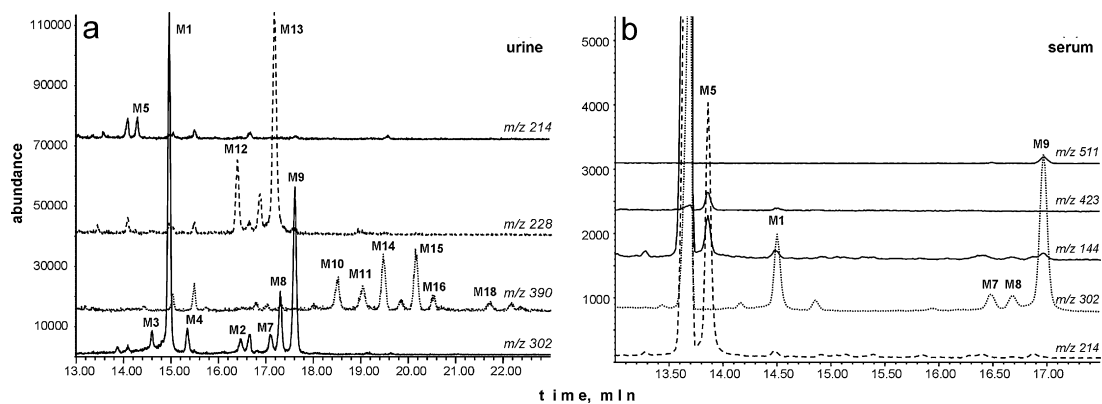 a
urine
110000
90000
70000
50000
30000
10000
abundance
M1
M13
M5
m/z 214
M12
M9
m/z 228
M10
M11
M14
M15
M16
M18
m/z 390
M3
M4
M2
M7
M8
m/z 302
13.00 14.00 15.00 16.00 17.00 18.00 19.00 20.00 21.00 22.00
b
serum
5000
4000
3000
2000
1000
M5
M9
m/z 511
m/z 423
M1
m/z 144
M7 M8
m/z 302
m/z 214
13.50 14.00 14.50 15.00 15.50 16.00 16.50 17.00
time, mln